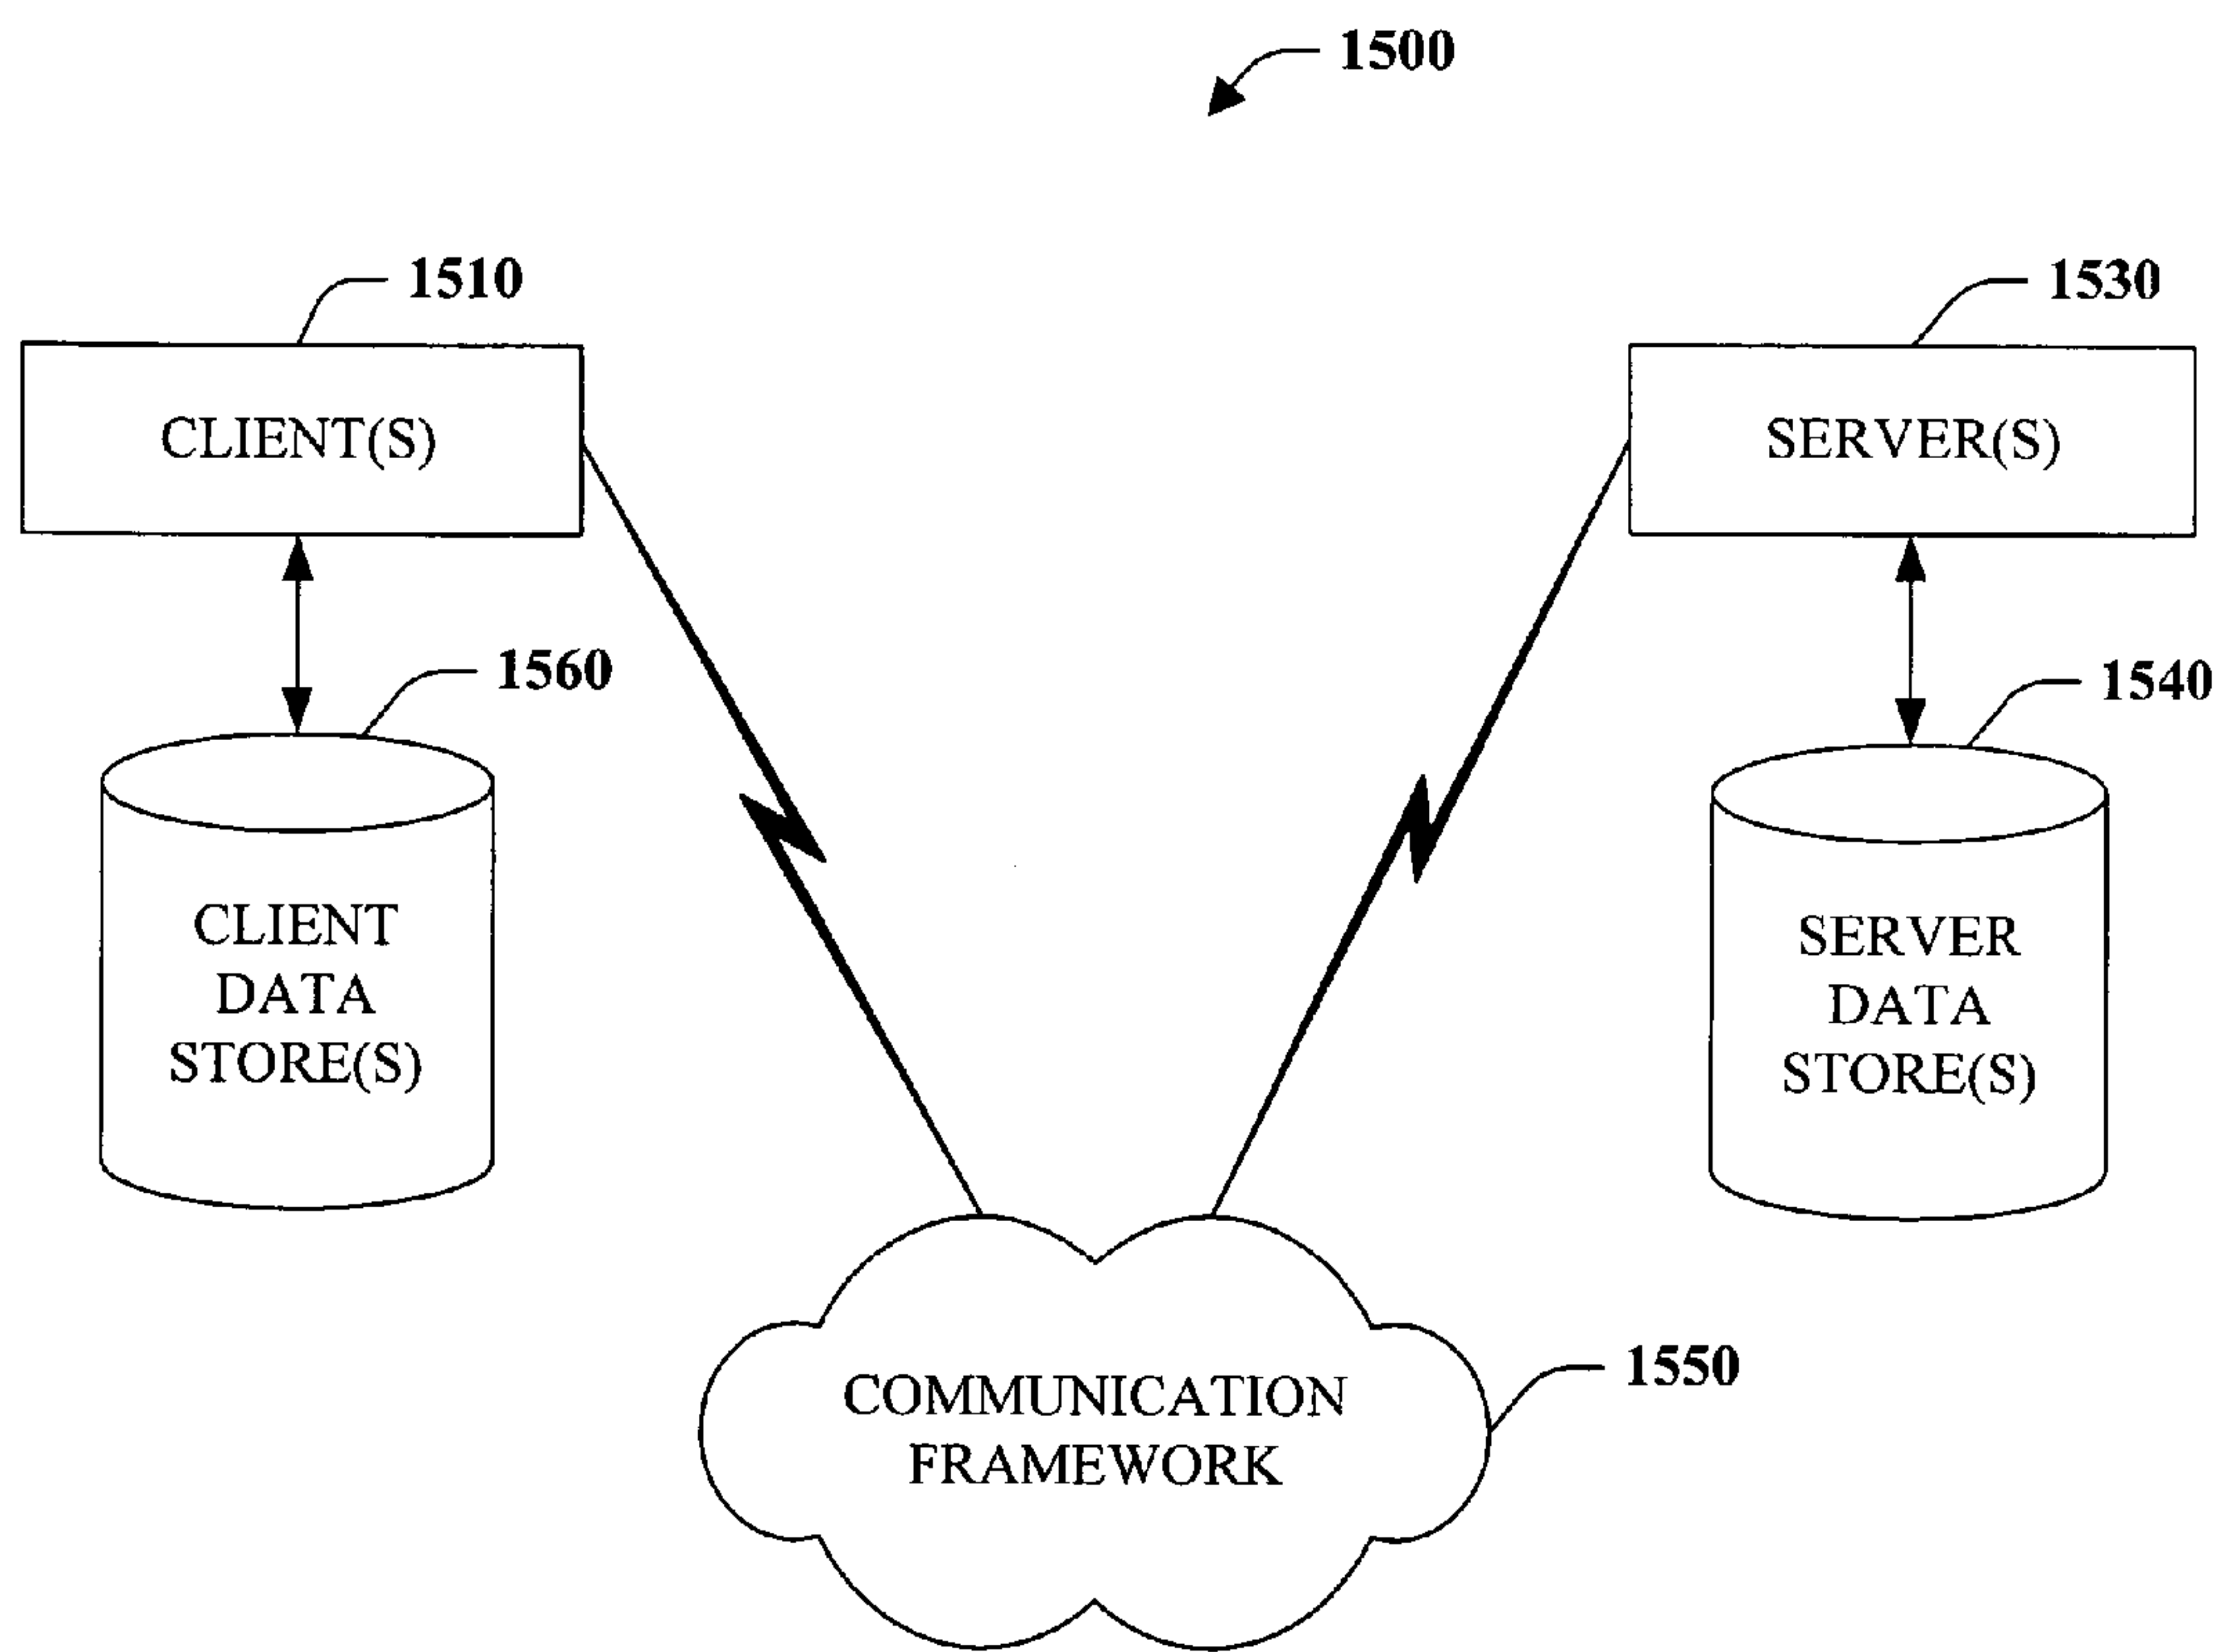 1500
1510
1530
CLIENT(S)
SERVER(S)
1560
1540
CLIENT
DATA
STORE(S)
SERVER
DATA
STORE(S)
1550
COMMUNICATION
FRAMEWORK